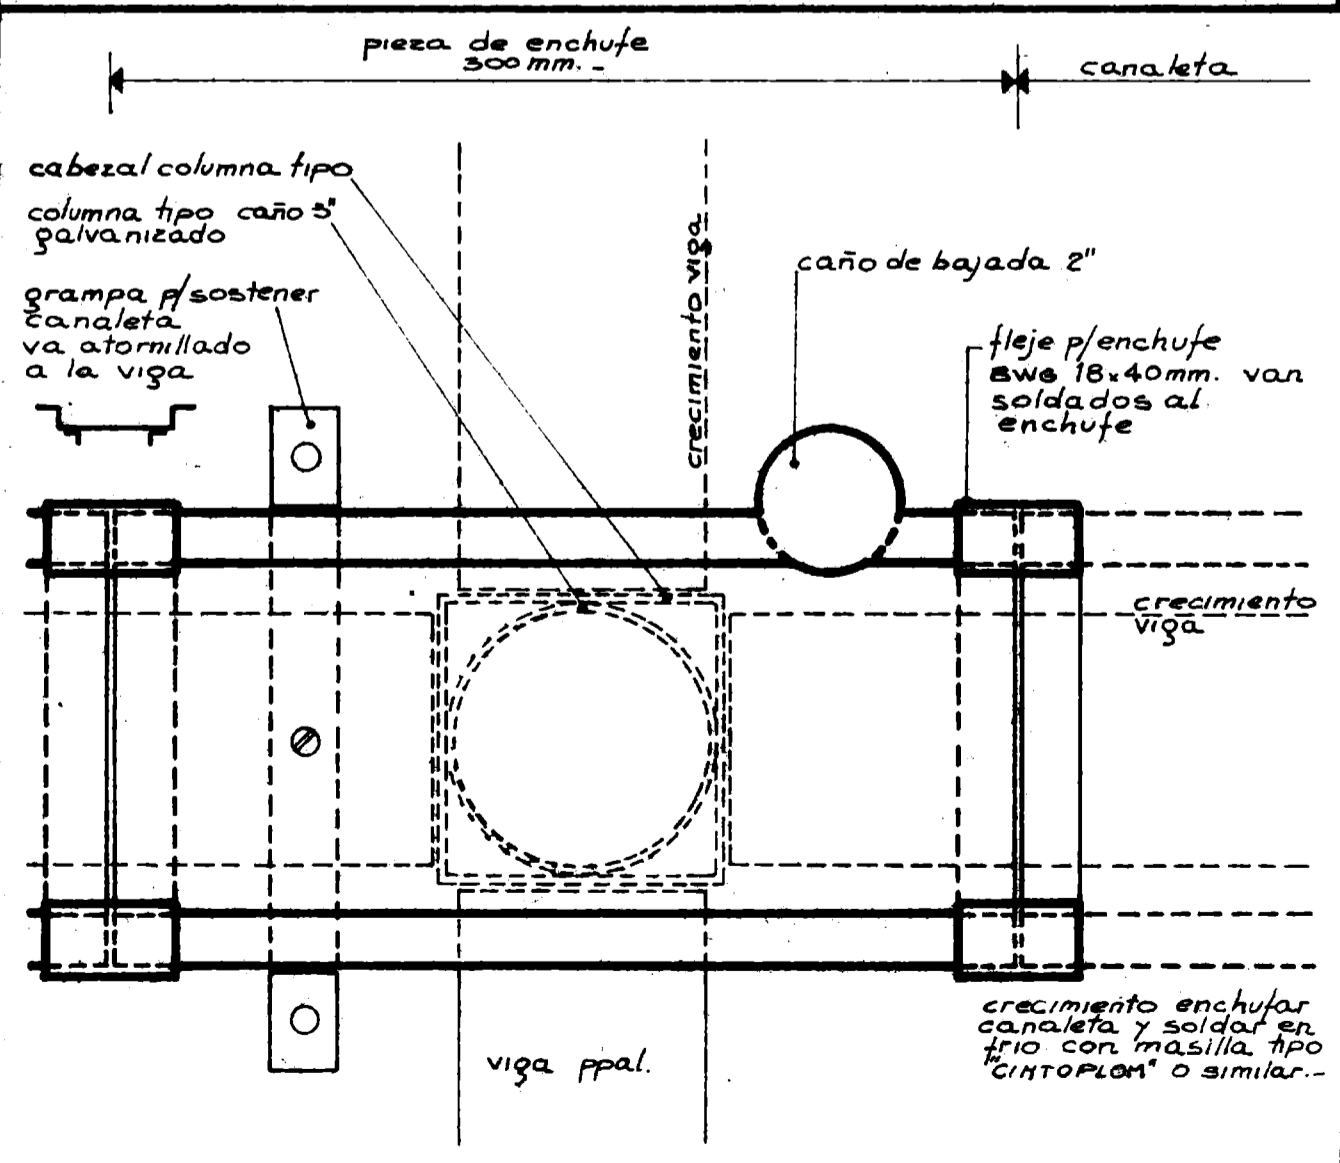 pieza de enchufe
300 mm. -
canaleta
cabezal columna tipo
columna tipo caño 3"
galvanizado
grampa p/sostener
canaleta
va atornillado
a la viga
crecimiento viga
caño de bajada 2"
fleje p/enchufe
BWG 18x40mm. van
soldados al
enchufe
crecimiento
viga
viga ppal.
crecimiento enchufar
canaleta y soldar en
frio con masilla tipo
"CINTOPLOM" o similar.-